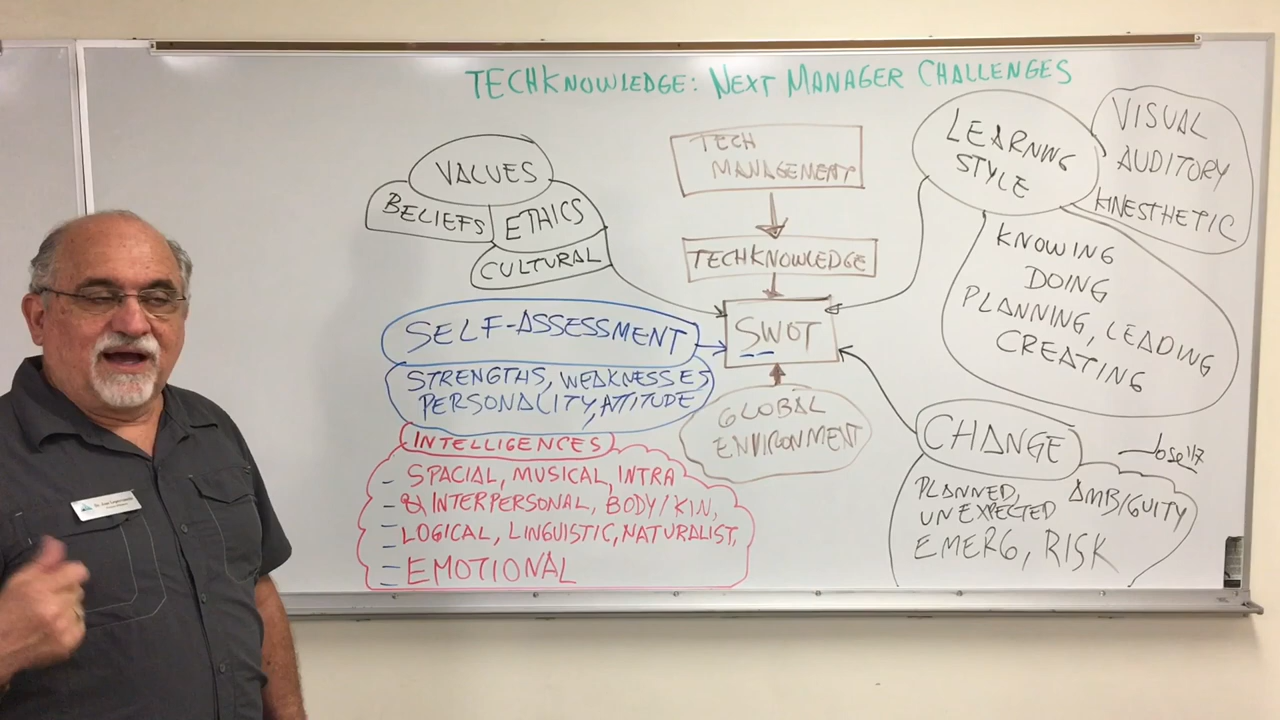 TECHKNOWLEDGE: NEXT MANAGER CHALLENGES
VALUES
BELIEFS
ETHICS
CULTURAL
TECH
MANAGEMENT
TECHKNOWLEDGE
SWOT
GLOBAL
ENVIRONMENT
LEARNING
STYLE
VISUAL
AUDITORY
KINESTHETIC
KNOWING
DOING
PLANNING, LEADING
CREATING
SELF-ASSESSMENT
STRENGTHS, WEAKNESSES
PERSONALITY, ATTITUDE
INTELLIGENCES
- SPACIAL, MUSICAL, INTRA
- & INTERPERSONAL, BODY/KIN,
- LOGICAL, LINGUISTIC, NATURALIST,
- EMOTIONAL
CHANGE
PLANNED,
UNEXPECTED
AMBIGUITY
EMERG, RISK